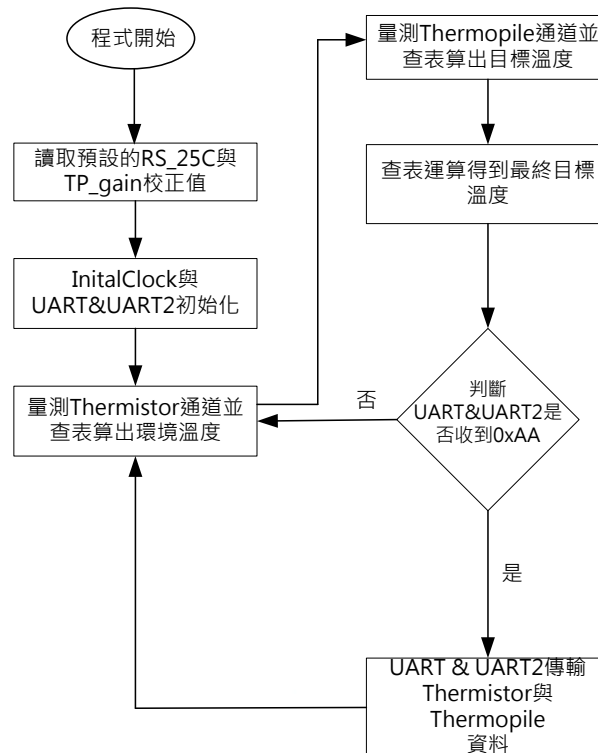 程式開始
讀取預設的RS_25C與
TP_gain校正值
InitalClock與
UART&UART2初始化
量測Thermistor通道並
查表算出環境溫度
量測Thermopile通道並
查表算出目標溫度
查表運算得到最終目標
溫度
判斷
UART&UART2是
否收到0xAA
否
是
UART & UART2傳輸
Thermistor與
Thermopile
資料